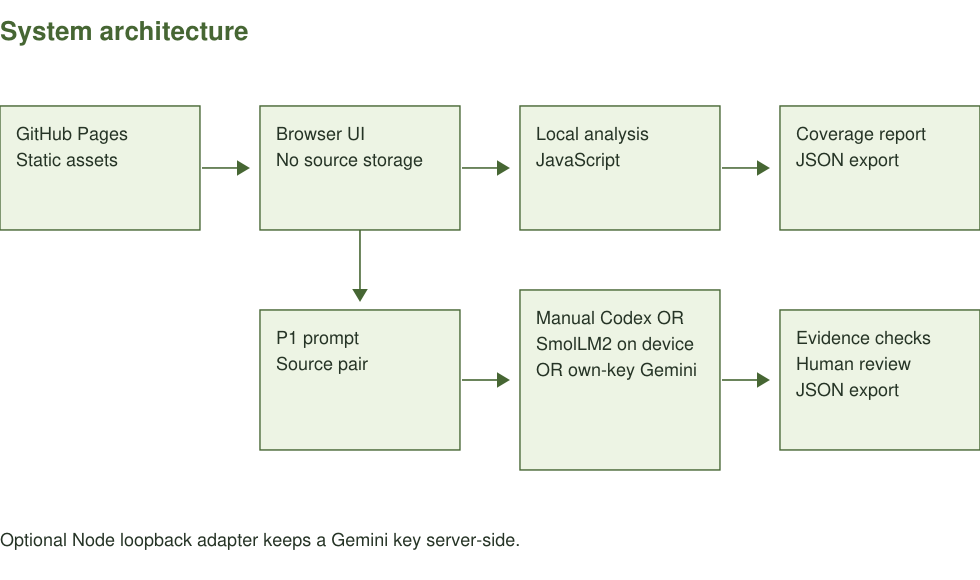 System architecture
GitHub Pages
Static assets
Browser UI
No source storage
Local analysis
JavaScript
Coverage report
JSON export
P1 prompt
Source pair
Manual Codex OR
SmolLM2 on device
OR own-key Gemini
Evidence checks
Human review
JSON export
Optional Node loopback adapter keeps a Gemini key server-side.